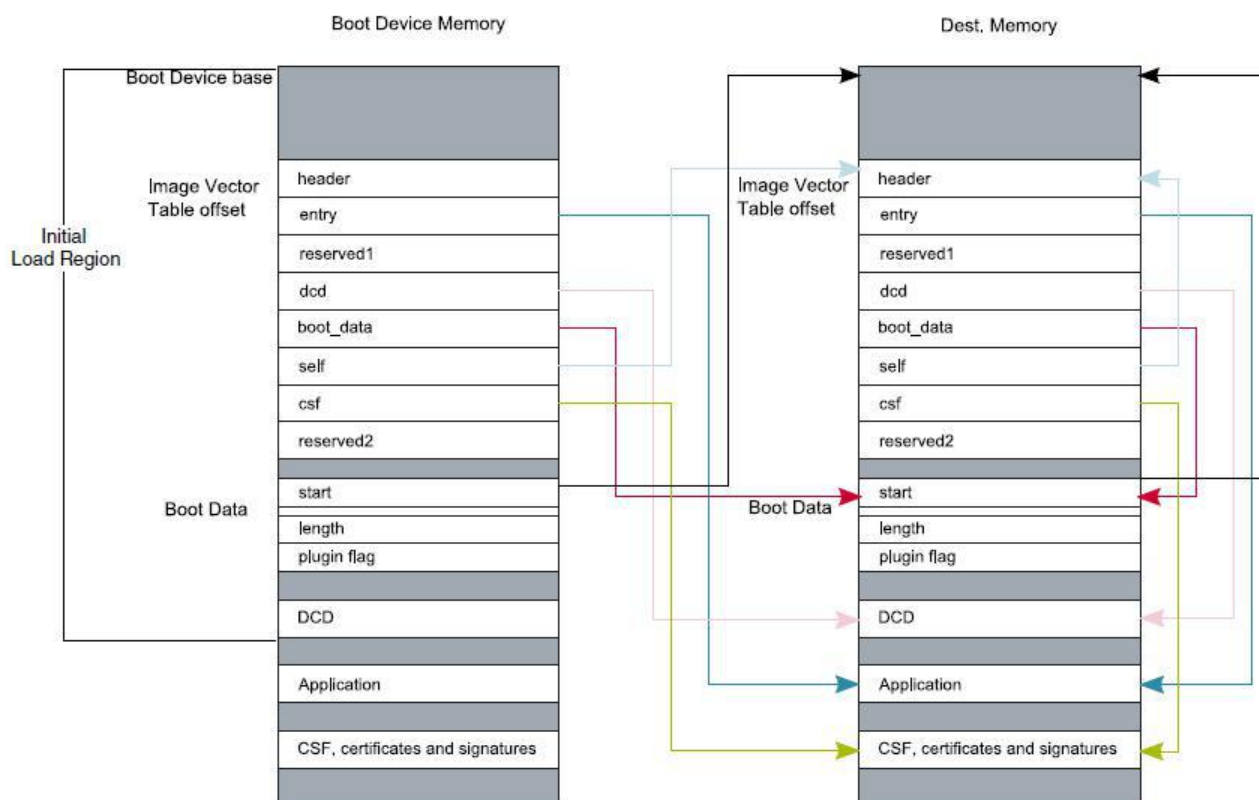 Boot Device Memory
Dest. Memory
Boot Device base
Image Vector
Table offset
Initial
Load Region
header
entry
reserved1
dcd
boot_data
self
csf
reserved2
Boot Data
start
length
plugin flag
DCD
Application
CSF, certificates and signatures
Image Vector
Table offset
header
entry
reserved1
dcd
boot_data
self
csf
reserved2
Boot Data
start
length
plugin flag
DCD
Application
CSF, certificates and signatures